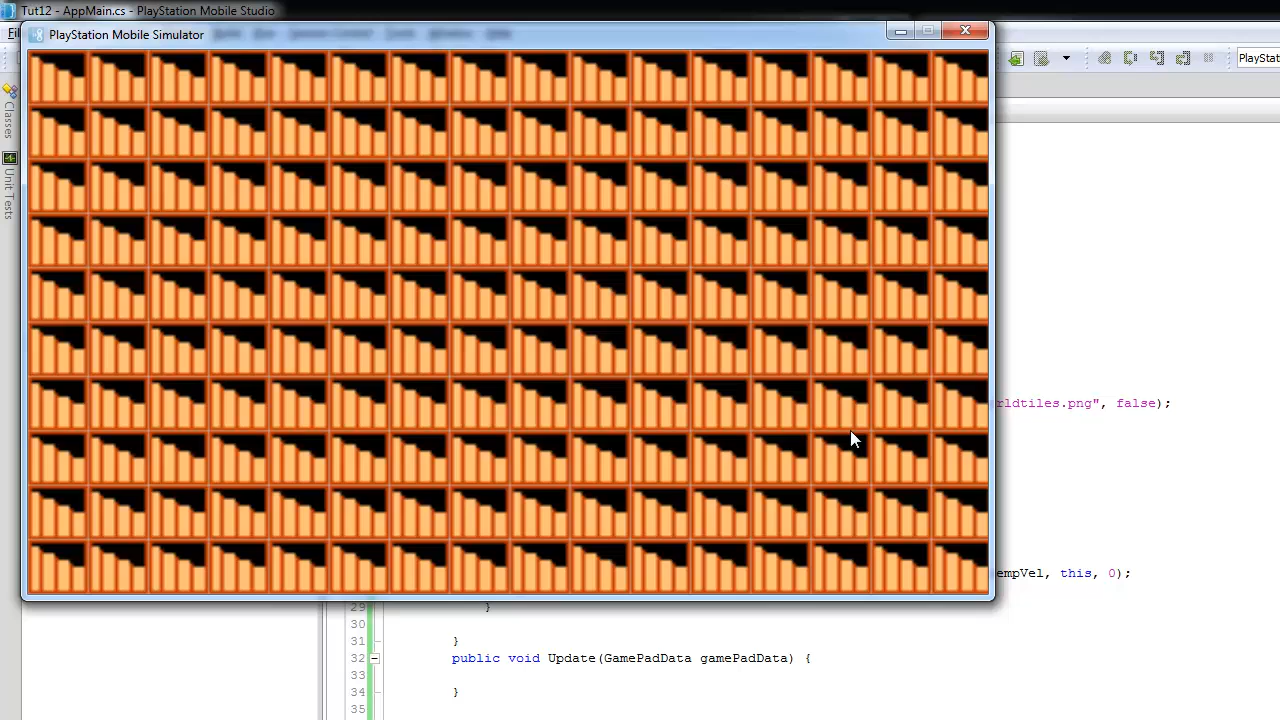 Tut12 - AppMain.cs - PlayStation Mobile Studio
PlayStation Mobile Simulator
PlayStat
Classes
Unit Tests
rldtiles.png", false);
empVel, this, 0);
29 }
30
31 }
32 public void Update(GamePadData gamePadData) {
33
34 }
35